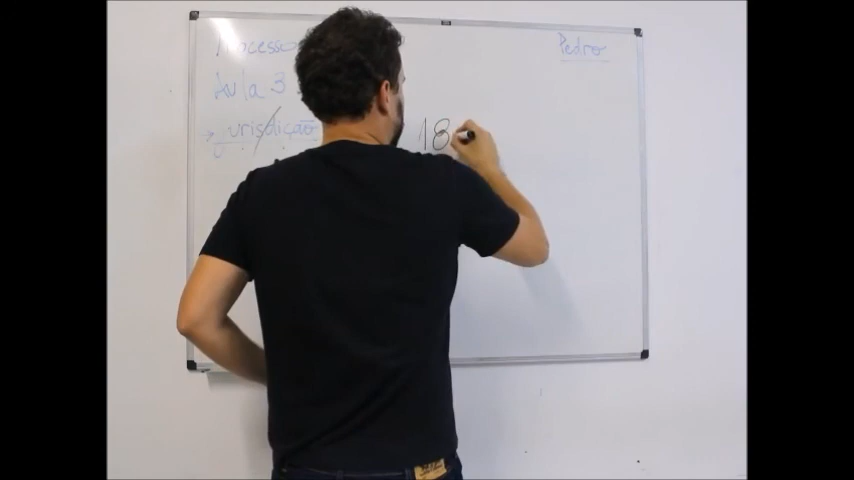 Processo
Pedro
Aula 3
→ Jurisdição
18